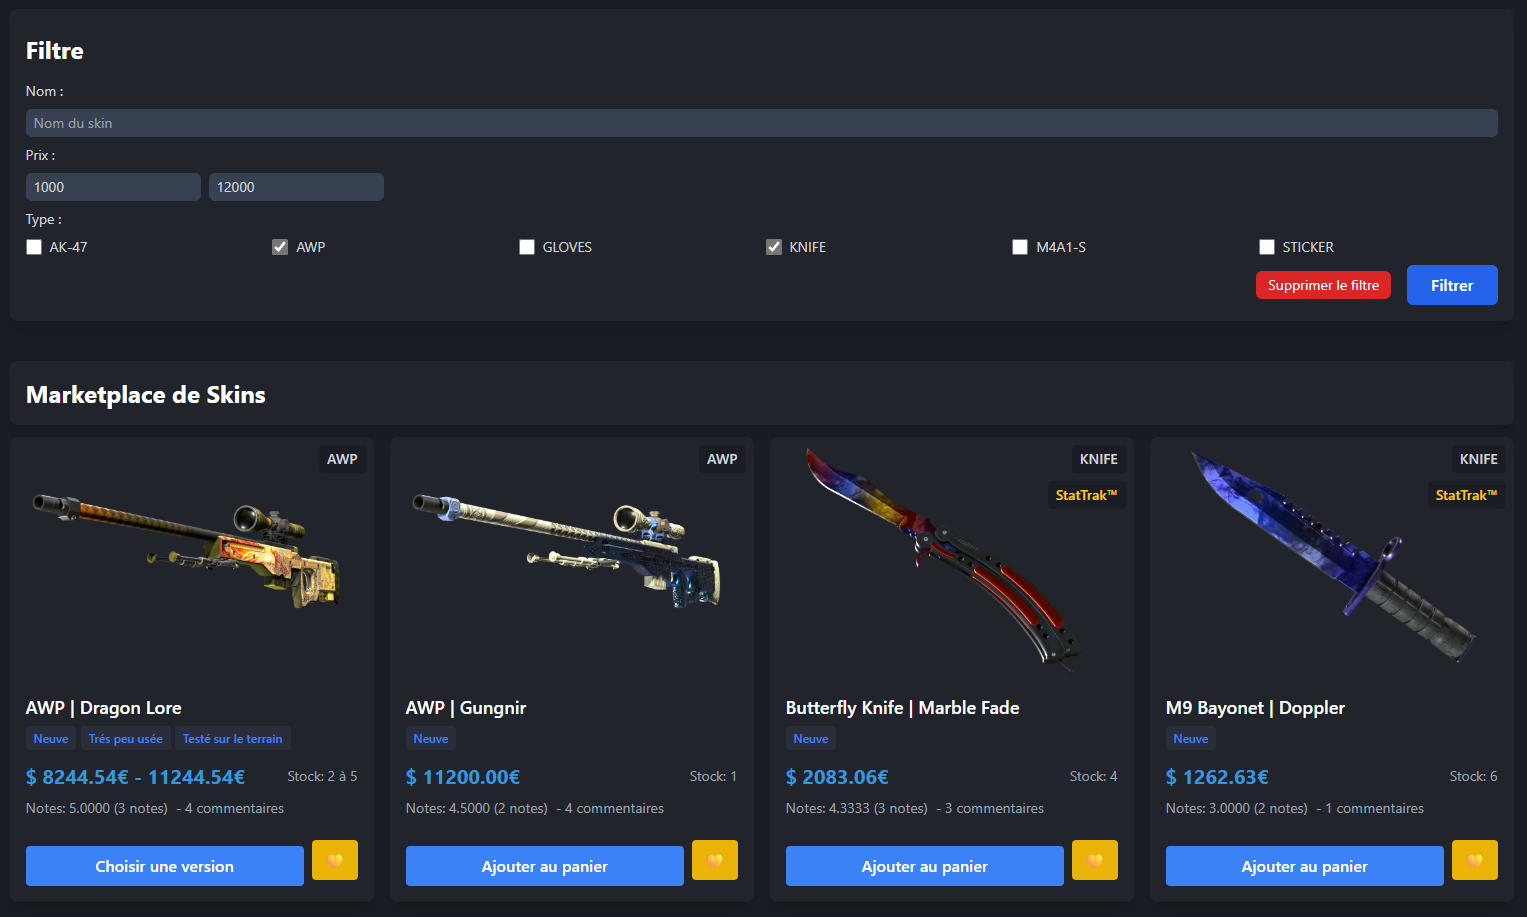 Filtre
Nom :
Nom du skin
Prix :
1000 12000
Type :
AK-47 AWP GLOVES KNIFE M4A1-S STICKER
Supprimer le filtre Filtrer
Marketplace de Skins
AWP
AWP | Dragon Lore
Neuve Trés peu usée Testé sur le terrain
$ 8244.54€ - 11244.54€ Stock: 2 à 5
Notes: 5.0000 (3 notes) - 4 commentaires
Choisir une version
AWP
AWP | Gungnir
Neuve
$ 11200.00€ Stock: 1
Notes: 4.5000 (2 notes) - 4 commentaires
Ajouter au panier
KNIFE
StatTrak™
Butterfly Knife | Marble Fade
Neuve
$ 2083.06€ Stock: 4
Notes: 4.3333 (3 notes) - 3 commentaires
Ajouter au panier
KNIFE
StatTrak™
M9 Bayonet | Doppler
Neuve
$ 1262.63€ Stock: 6
Notes: 3.0000 (2 notes) - 1 commentaires
Ajouter au panier